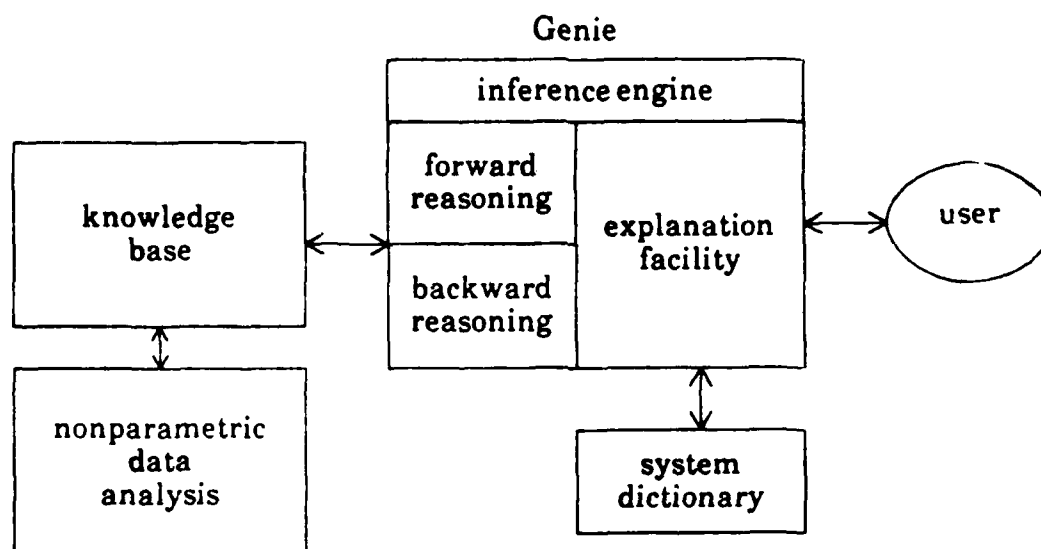 Genie
inference engine
forward
reasoning
knowledge
base
explanation
facility
user
backward
reasoning
nonparametric
data
analysis
system
dictionary